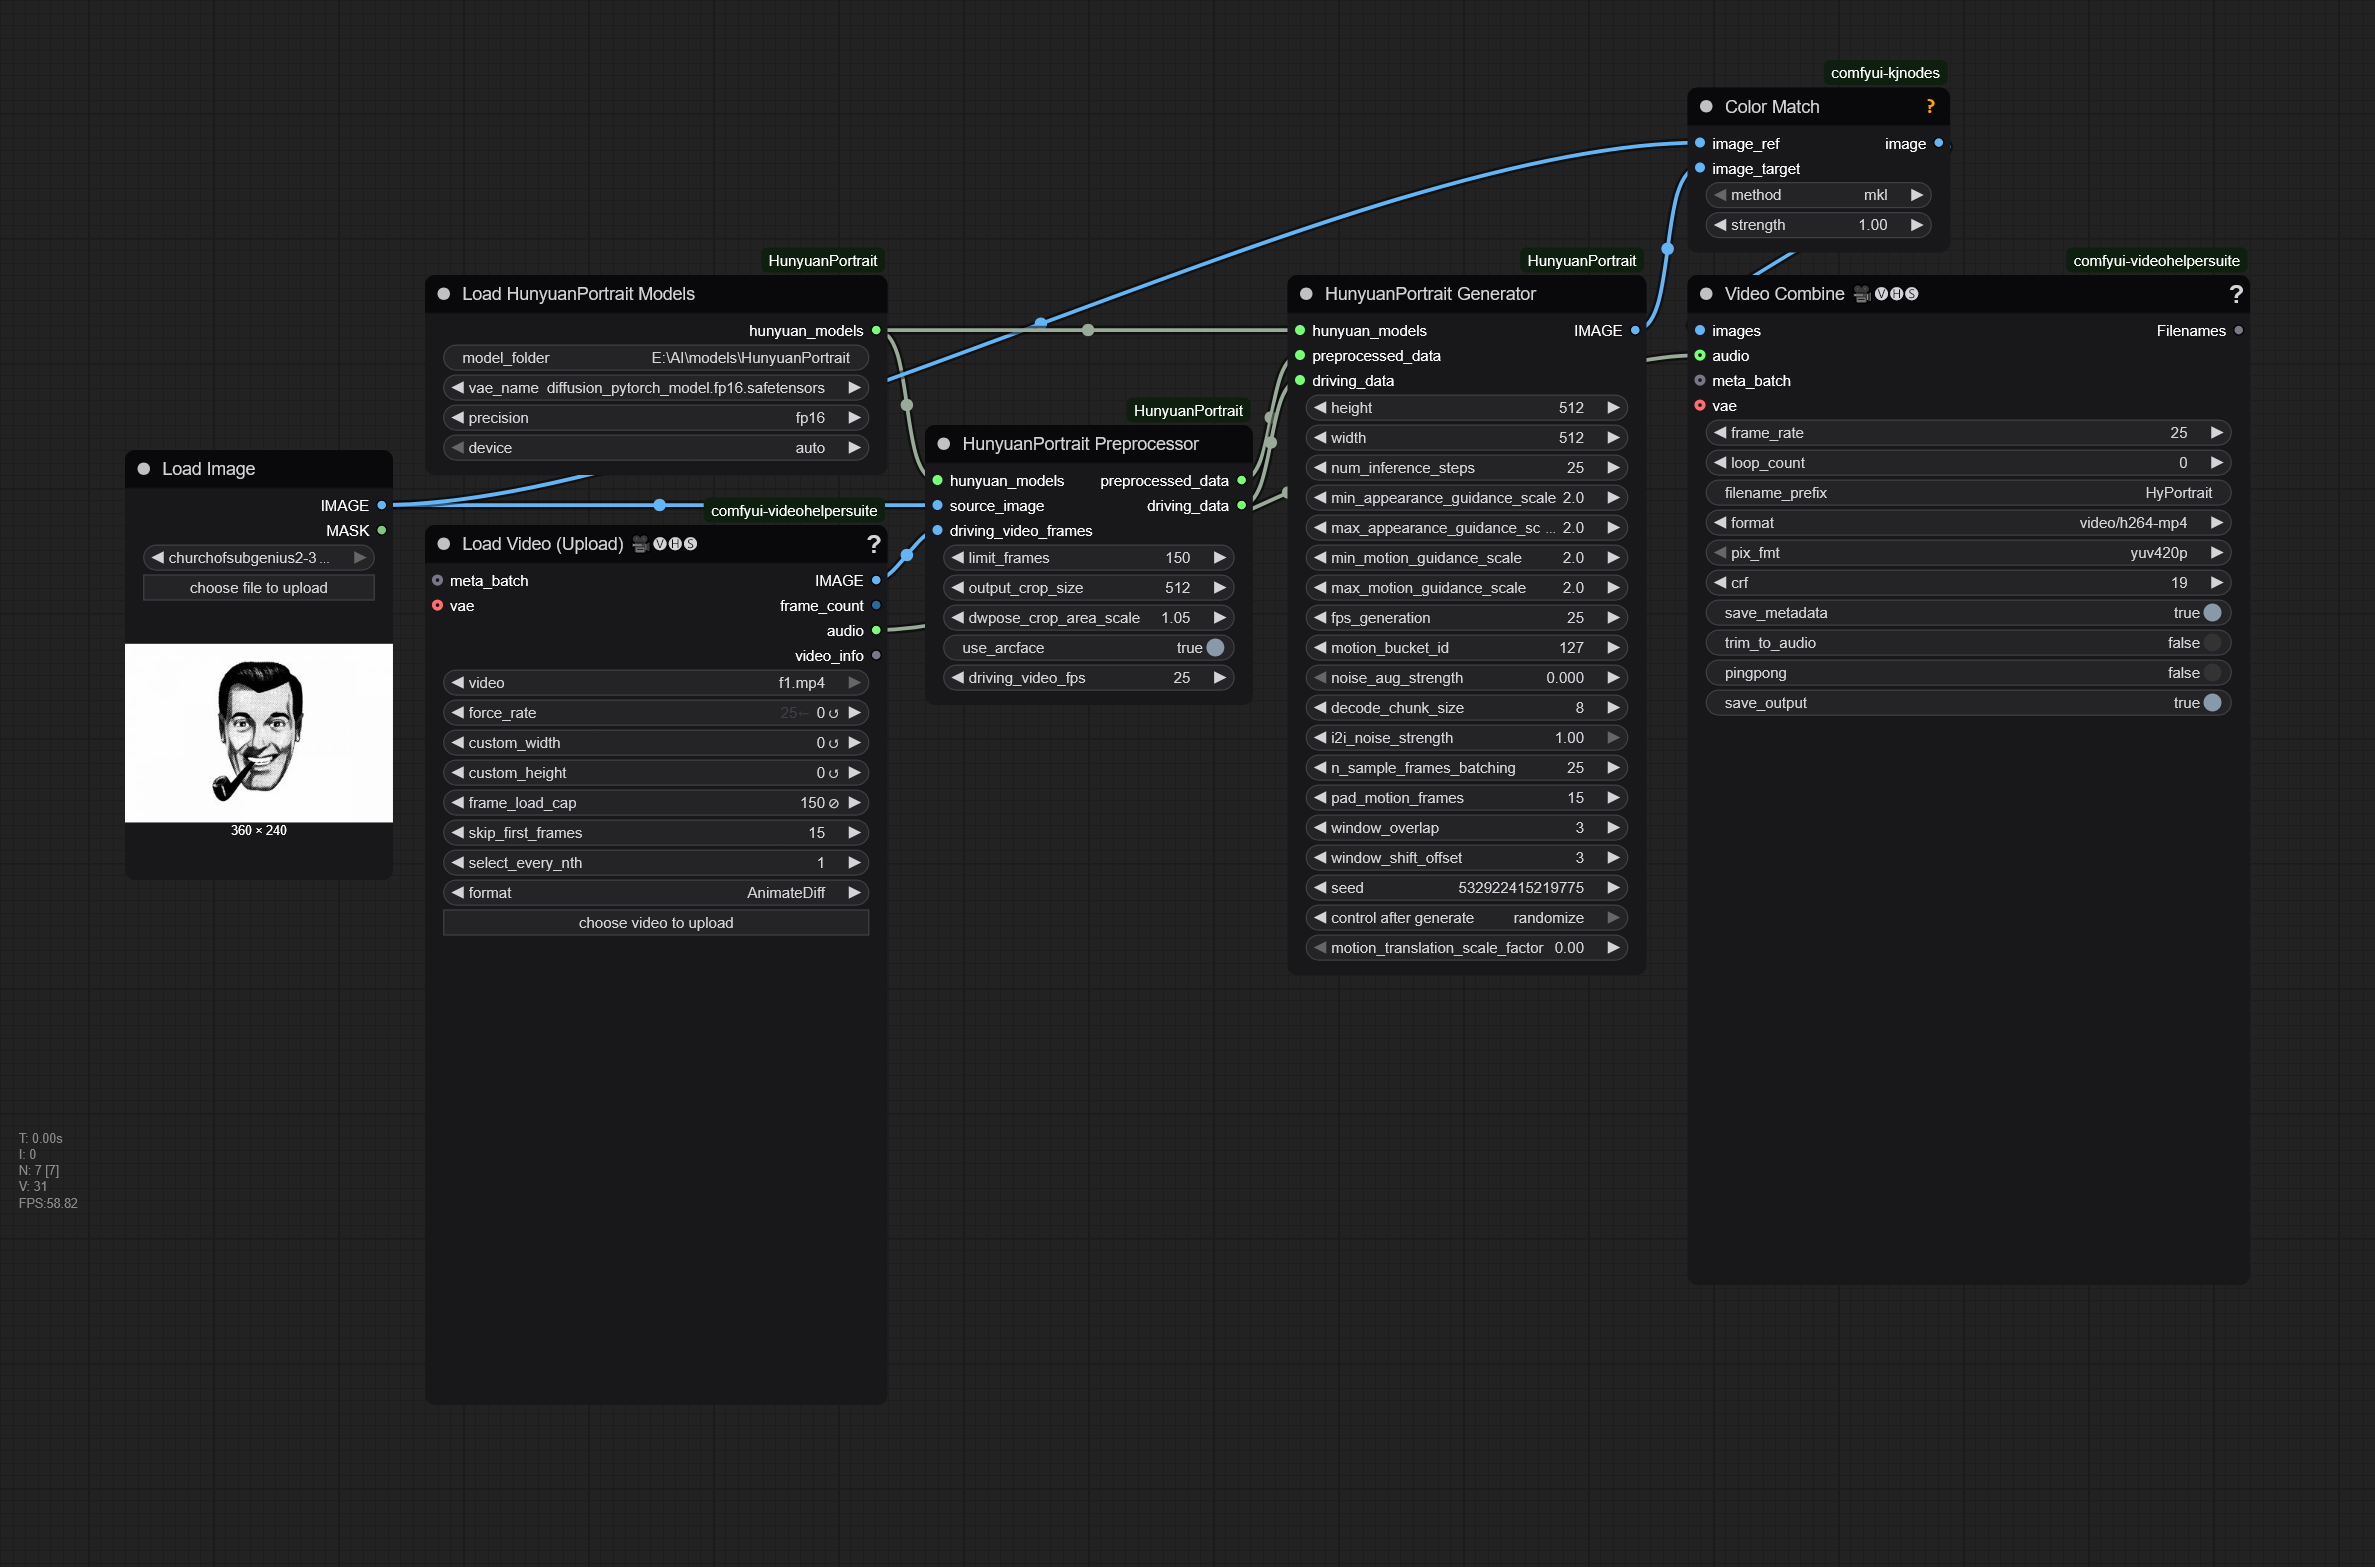 comfyui-kjnodes
Color Match ?
image_ref image
image_target
method mkl
strength 1.00
HunyuanPortrait
Load HunyuanPortrait Models
hunyuan_models
model_folder E:\AI\models\HunyuanPortrait
vae_name diffusion_pytorch_model.fp16.safetensors
precision fp16
device auto
Load Image
IMAGE
MASK
churchofsubgenius2-3 ...
choose file to upload
360 × 240
comfyui-videohelpersuite
Load Video (Upload) 🎥🅥🅗🅢 ?
meta_batch IMAGE
vae frame_count
audio
video_info
video f1.mp4
force_rate 25← 0↺
custom_width 0↺
custom_height 0↺
frame_load_cap 150⊘
skip_first_frames 15
select_every_nth 1
format AnimateDiff
choose video to upload
HunyuanPortrait
HunyuanPortrait Preprocessor
hunyuan_models preprocessed_data
source_image driving_data
driving_video_frames
limit_frames 150
output_crop_size 512
dwpose_crop_area_scale 1.05
use_arcface true
driving_video_fps 25
HunyuanPortrait
HunyuanPortrait Generator
hunyuan_models IMAGE
preprocessed_data
driving_data
height 512
width 512
num_inference_steps 25
min_appearance_guidance_scale 2.0
max_appearance_guidance_sc ... 2.0
min_motion_guidance_scale 2.0
max_motion_guidance_scale 2.0
fps_generation 25
motion_bucket_id 127
noise_aug_strength 0.000
decode_chunk_size 8
i2i_noise_strength 1.00
n_sample_frames_batching 25
pad_motion_frames 15
window_overlap 3
window_shift_offset 3
seed 532922415219775
control after generate randomize
motion_translation_scale_factor 0.00
comfyui-videohelpersuite
Video Combine 🎥🅥🅗🅢 ?
images Filenames
audio
meta_batch
vae
frame_rate 25
loop_count 0
filename_prefix HyPortrait
format video/h264-mp4
pix_fmt yuv420p
crf 19
save_metadata true
trim_to_audio false
pingpong false
save_output true
T: 0.00s
I: 0
N: 7 [7]
V: 31
FPS:58.82